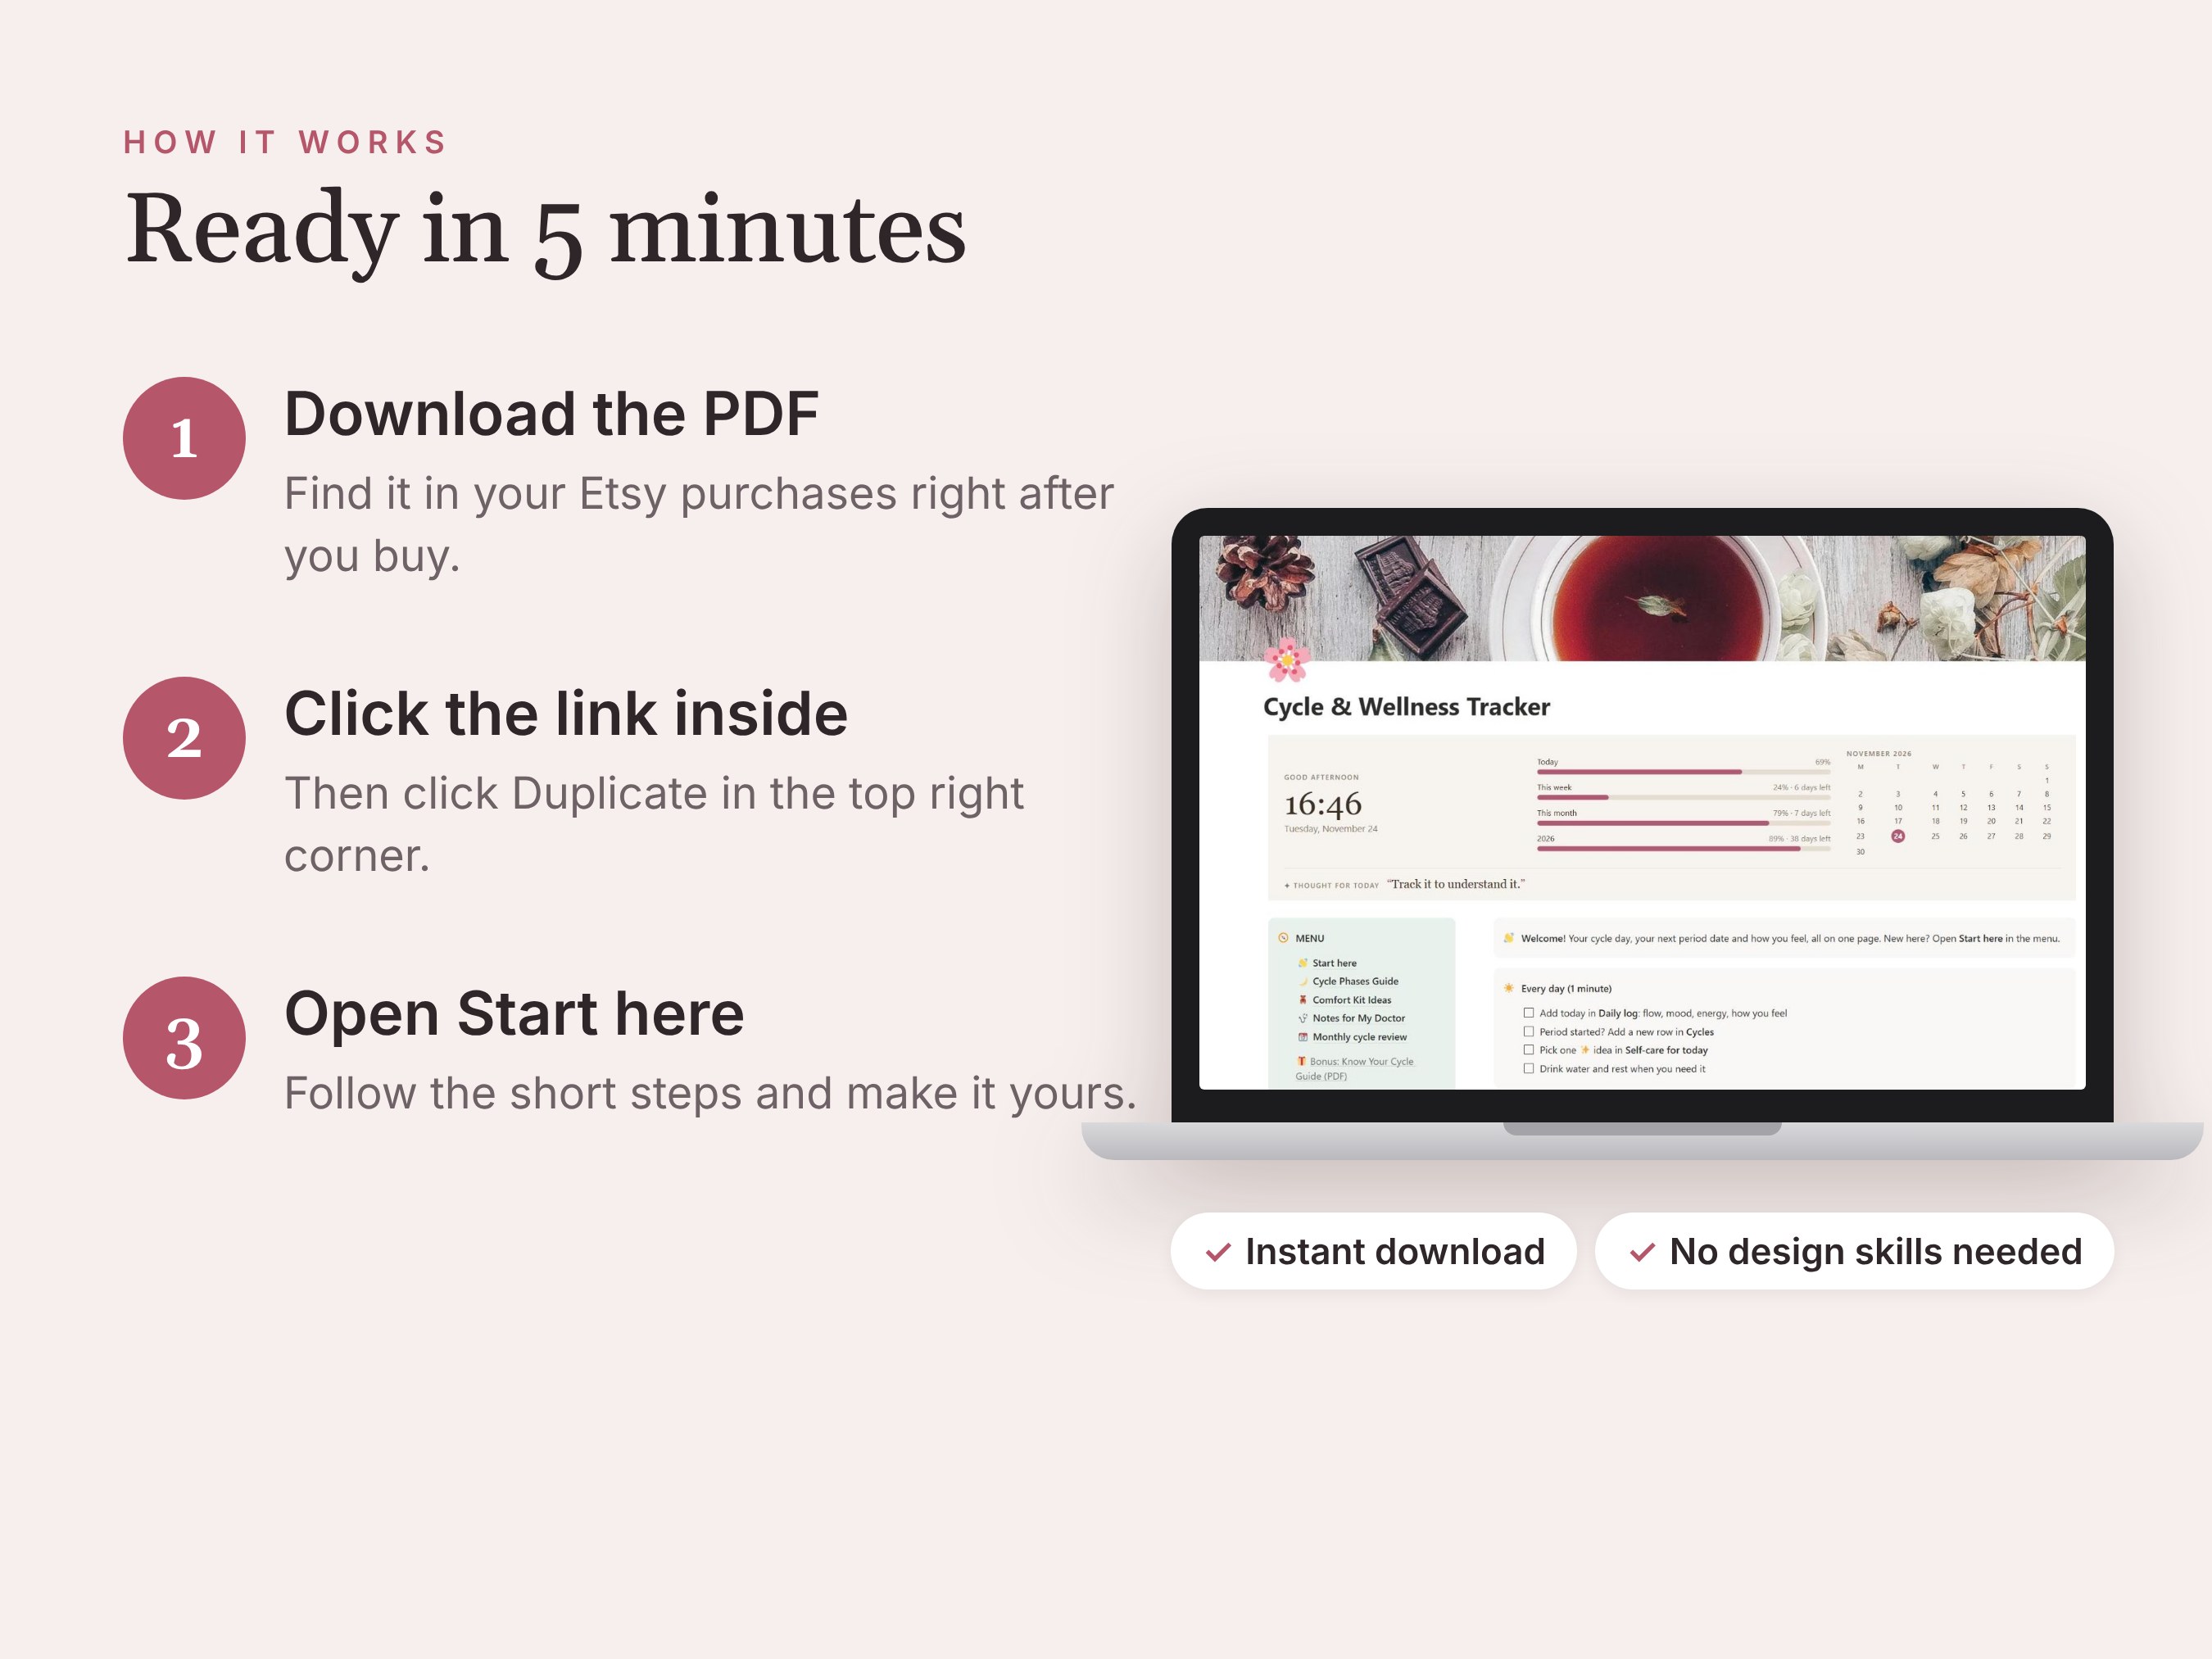 HOW IT WORKS
Ready in 5 minutes
1
Download the PDF
Find it in your Etsy purchases right after
you buy.
2
Click the link inside
Then click Duplicate in the top right
corner.
3
Open Start here
Follow the short steps and make it yours.
Cycle & Wellness Tracker
GOOD AFTERNOON
16:46
Tuesday, November 24
Today 69%
This week 24% · 6 days left
This month 79% · 7 days left
2026 89% · 38 days left
NOVEMBER 2026
M T W T F S S
1
2 3 4 5 6 7 8
9 10 11 12 13 14 15
16 17 18 19 20 21 22
23 24 25 26 27 28 29
30
✦ THOUGHT FOR TODAY “Track it to understand it.”
MENU
Start here
Cycle Phases Guide
Comfort Kit Ideas
Notes for My Doctor
Monthly cycle review
Bonus: Know Your Cycle
Guide (PDF)
Welcome! Your cycle day, your next period date and how you feel, all on one page. New here? Open Start here in the menu.
Every day (1 minute)
Add today in Daily log: flow, mood, energy, how you feel
Period started? Add a new row in Cycles
Pick one ✨ idea in Self-care for today
Drink water and rest when you need it
✓ Instant download
✓ No design skills needed